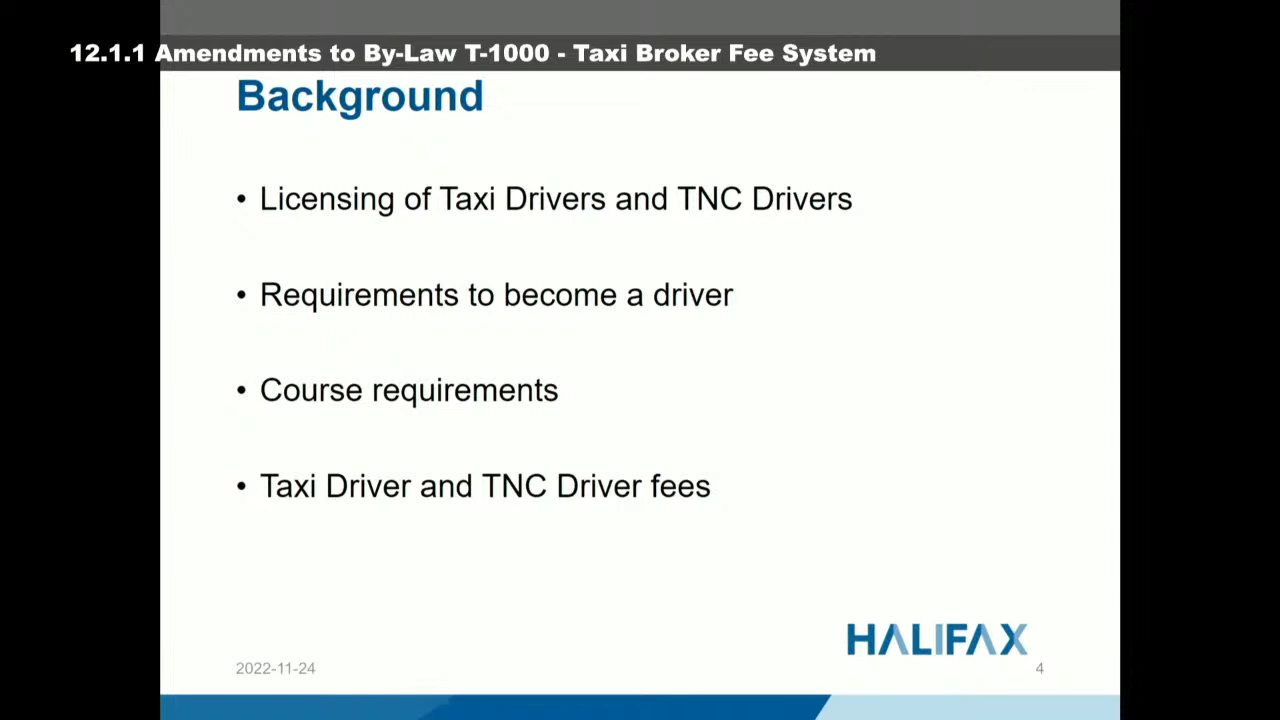 12.1.1 Amendments to By-Law T-1000 - Taxi Broker Fee System
Background
• Licensing of Taxi Drivers and TNC Drivers
• Requirements to become a driver
• Course requirements
• Taxi Driver and TNC Driver fees
HALIFAX
2022-11-24
4